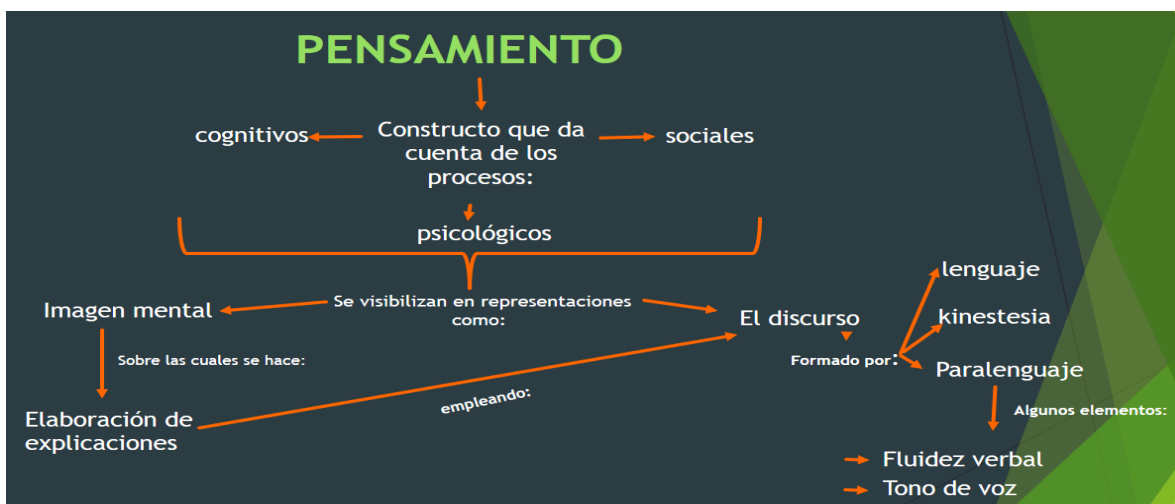 PENSAMIENTO
cognitivos
Constructo que da
cuenta de los
procesos:
sociales
psicológicos
Imagen mental
Se visibilizan en representaciones
como:
El discurso
lenguaje
kinestesia
Formado por:
Paralenguaje
Sobre las cuales se hace:
empleando:
Elaboración de
explicaciones
Algunos elementos:
Fluidez verbal
Tono de voz